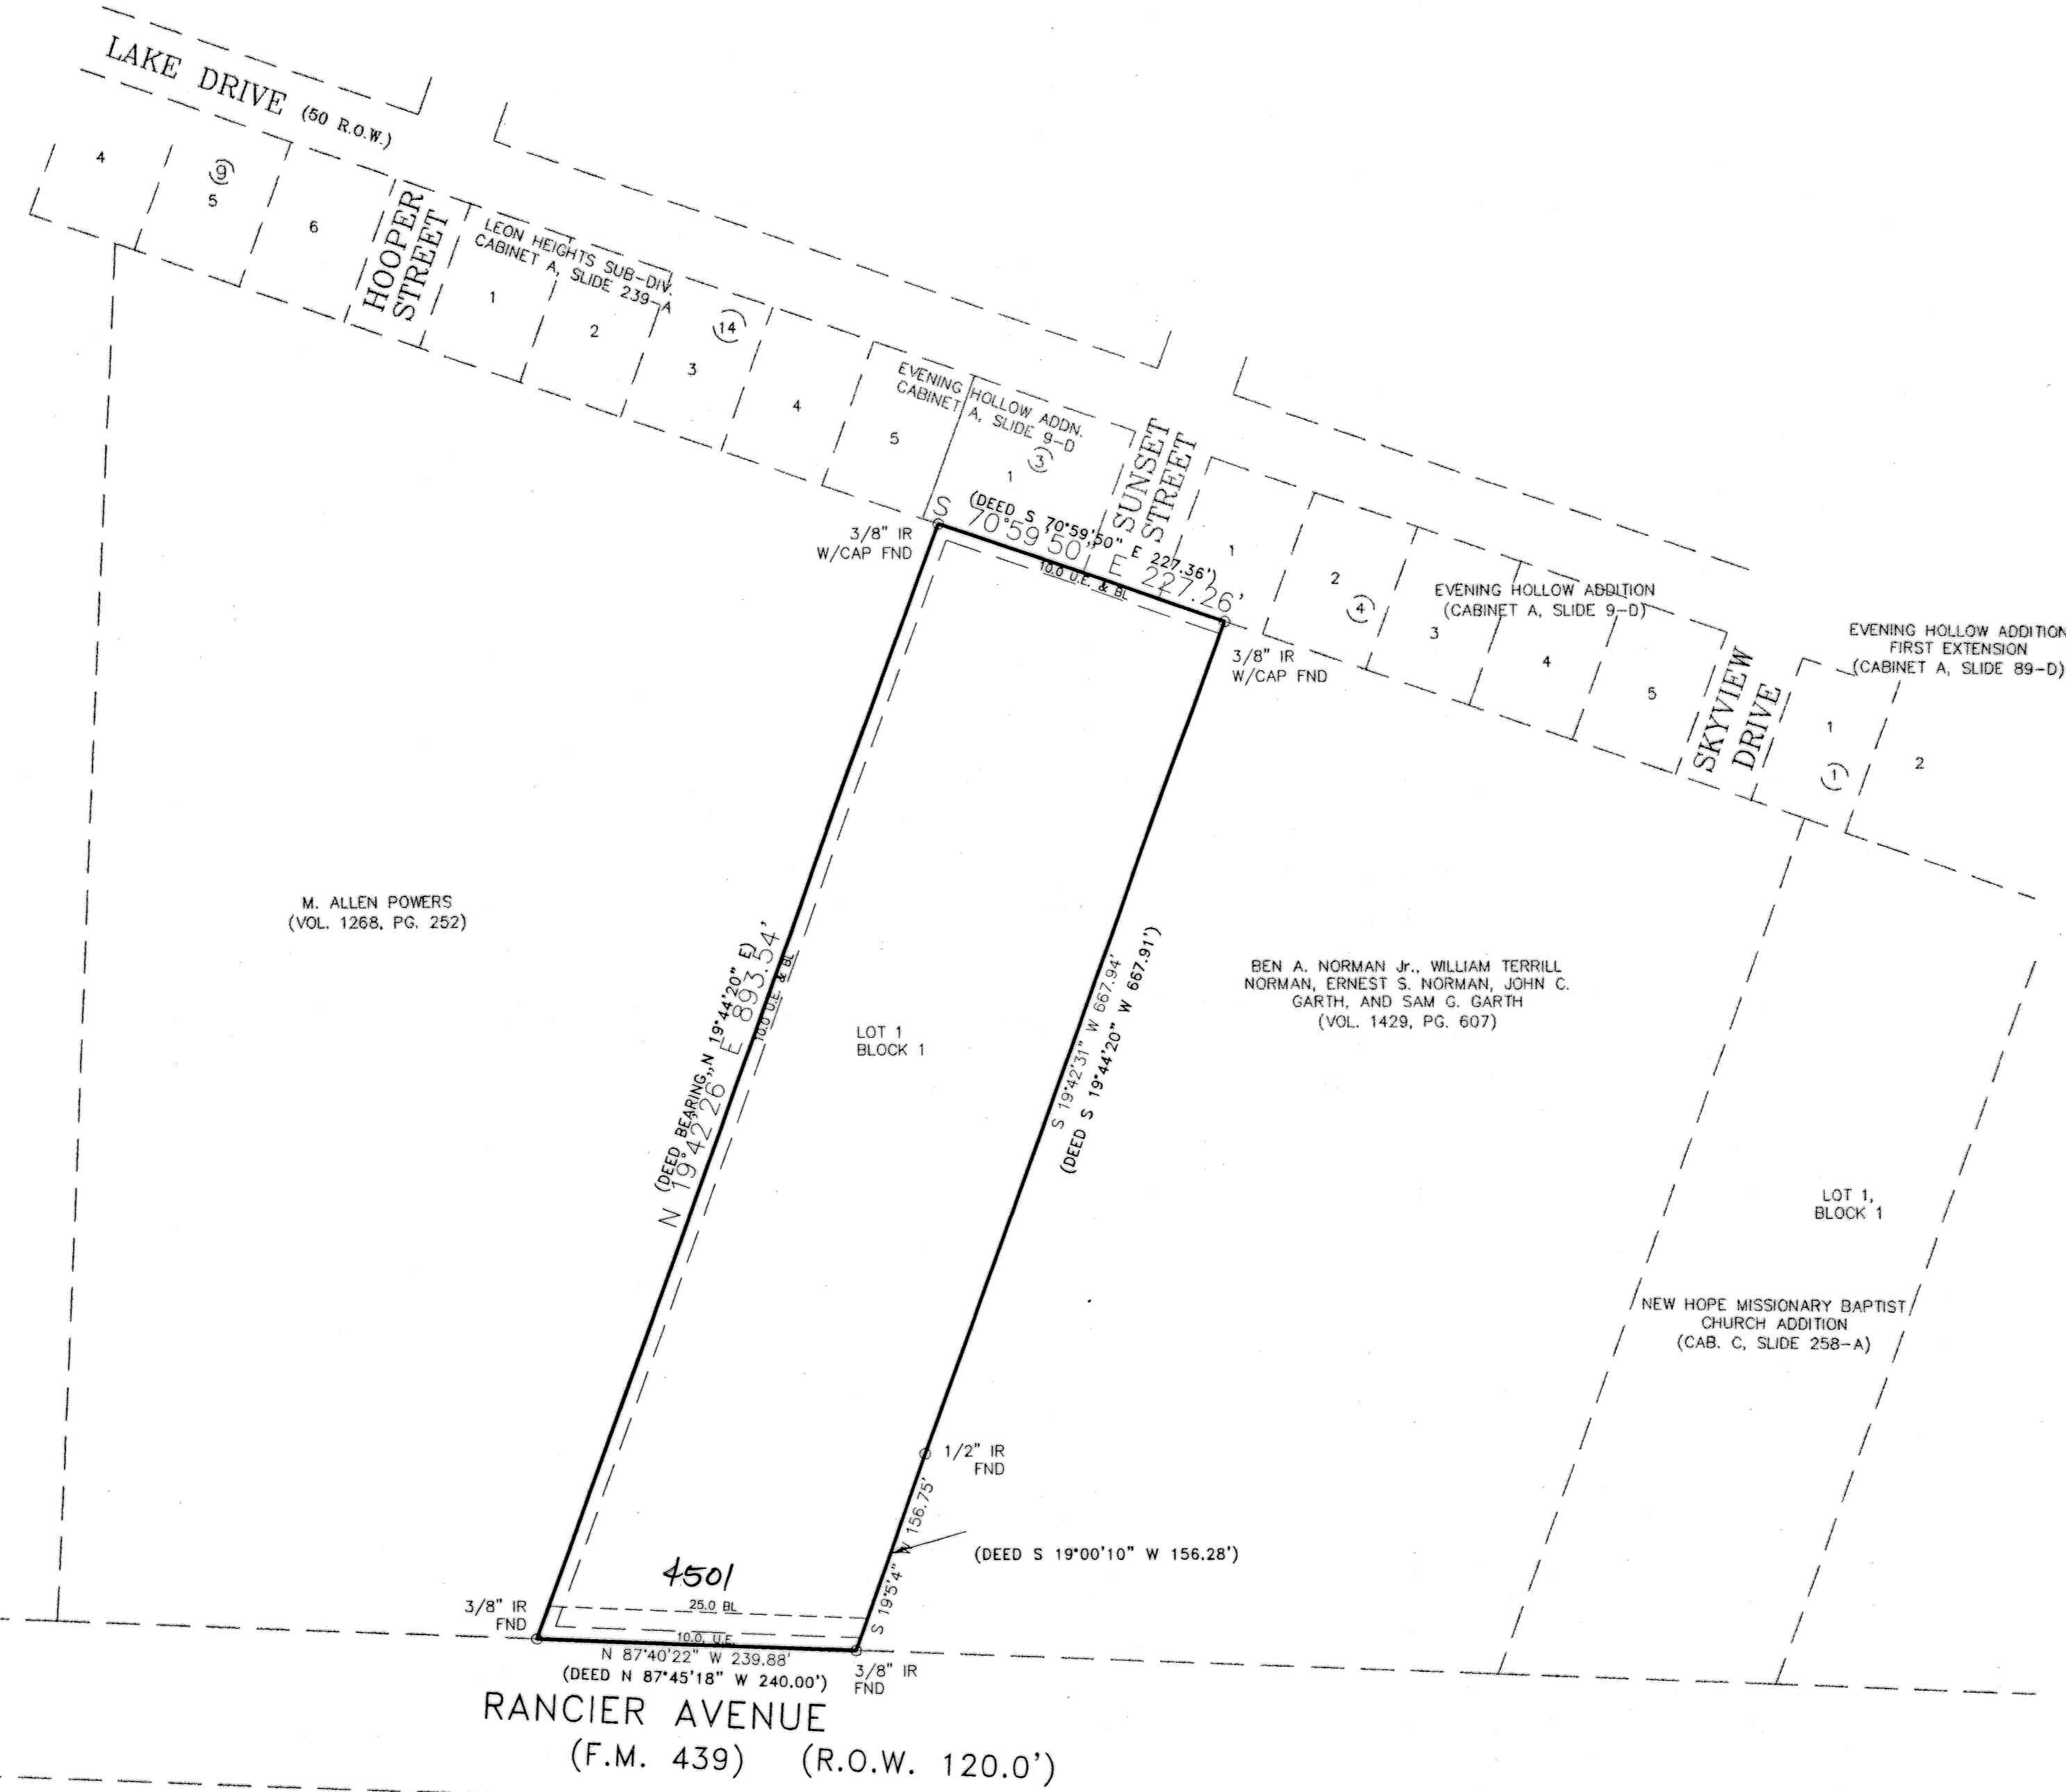 LAKE DRIVE (50 R.O.W.)
4
9
5
6
HOOPER
STREET
LEON HEIGHTS SUB-DIV.
CABINET A, SLIDE 239-A
1
2
3
14
4
5
EVENING HOLLOW ADDN.
CABINET A, SLIDE 9-D
3
1
SUNSET
STREET
1
2
4
3
4
5
EVENING HOLLOW ADDITION
(CABINET A, SLIDE 9-D)
SKYVIEW
DRIVE
EVENING HOLLOW ADDITION
FIRST EXTENSION
(CABINET A, SLIDE 89-D)
1
1
2
3/8" IR
W/CAP FND
(DEED S 70°59'50" E 227.36')
S 70°59'50" E 227.26'
10.0 U.E. & BL
3/8" IR
W/CAP FND
M. ALLEN POWERS
(VOL. 1268, PG. 252)
(DEED BEARING, N 19°44'20" E)
N 19°42'26" E 893.54'
10.0 U.E. & BL
LOT 1
BLOCK 1
S 19°42'31" W 667.94'
(DEED S 19°44'20" W 667.91')
BEN A. NORMAN Jr., WILLIAM TERRILL
NORMAN, ERNEST S. NORMAN, JOHN C.
GARTH, AND SAM G. GARTH
(VOL. 1429, PG. 607)
LOT 1,
BLOCK 1
NEW HOPE MISSIONARY BAPTIST
CHURCH ADDITION
(CAB. C, SLIDE 258-A)
1/2" IR
FND
S 19°5'4" W 156.75'
(DEED S 19°00'10" W 156.28')
4501
3/8" IR
FND
25.0 BL
10.0, U.E.
N 87°40'22" W 239.88'
(DEED N 87°45'18" W 240.00')
3/8" IR
FND
RANCIER AVENUE
(F.M. 439) (R.O.W. 120.0')